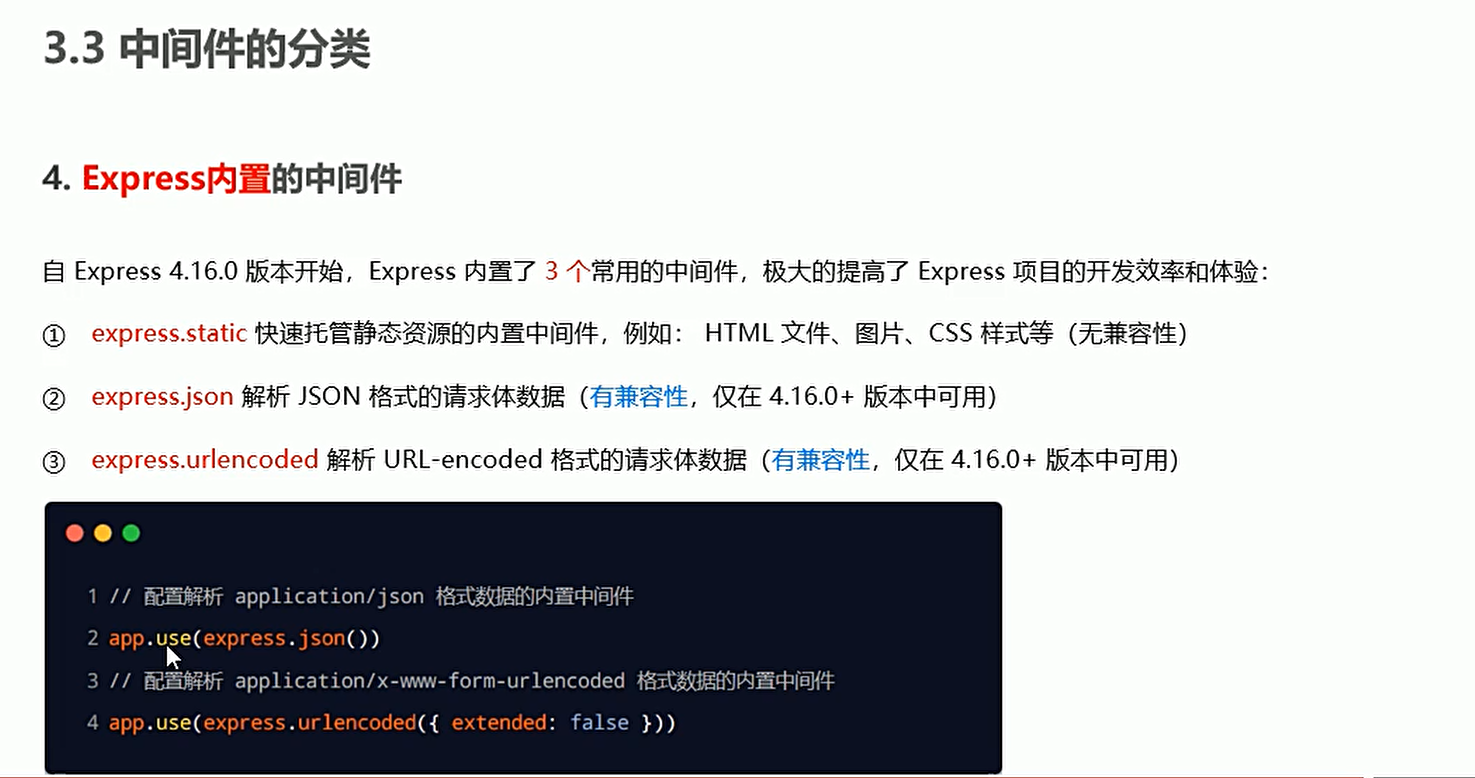 3.3 中间件的分类
4. Express内置的中间件
自 Express 4.16.0 版本开始，Express 内置了 3 个常用的中间件，极大的提高了 Express 项目的开发效率和体验：
① express.static 快速托管静态资源的内置中间件，例如： HTML 文件、图片、CSS 样式等（无兼容性）
② express.json 解析 JSON 格式的请求体数据（有兼容性，仅在 4.16.0+ 版本中可用）
③ express.urlencoded 解析 URL-encoded 格式的请求体数据（有兼容性，仅在 4.16.0+ 版本中可用）
1 // 配置解析 application/json 格式数据的内置中间件
2 app.use(express.json())
3 // 配置解析 application/x-www-form-urlencoded 格式数据的内置中间件
4 app.use(express.urlencoded({ extended: false }))